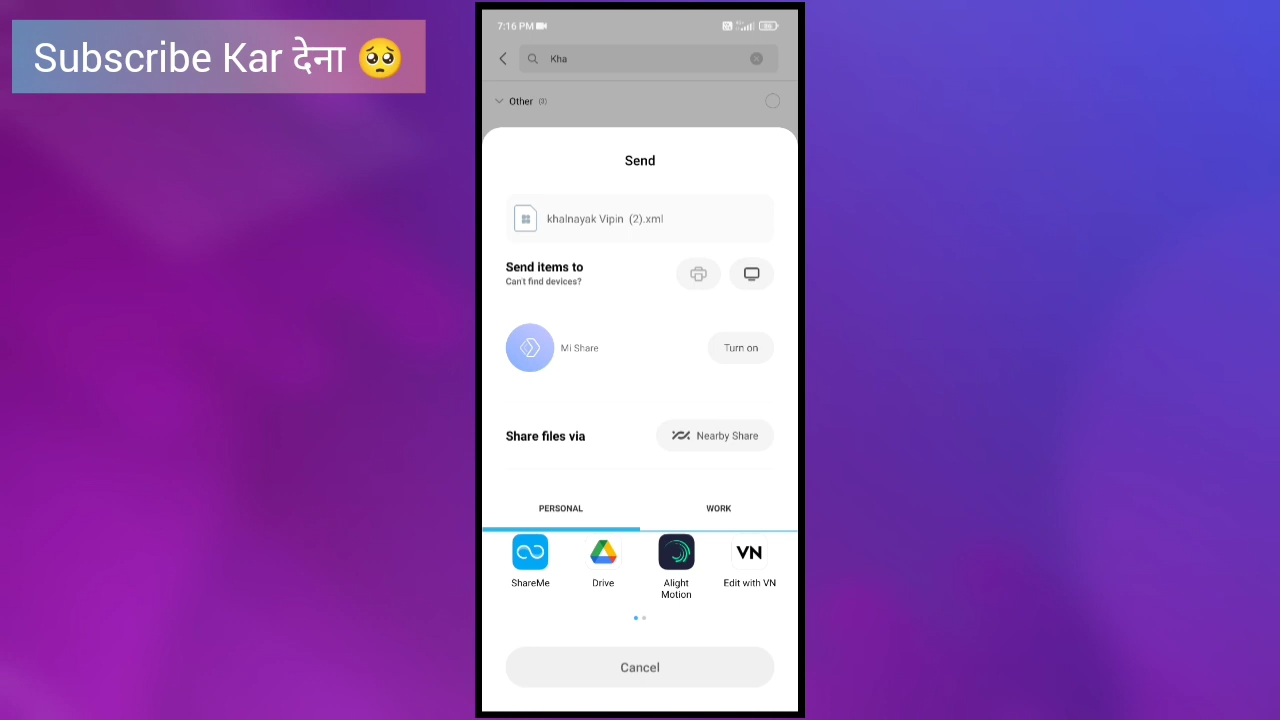 Subscribe Kar देना 🥺
7:16 PM
Kha
Other (3)
Send
khalnayak Vipin (2).xml
Send items to
Can't find devices?
Mi Share
Turn on
Share files via
Nearby Share
PERSONAL
WORK
ShareMe
Drive
Alight
Motion
VN
Edit with VN
Cancel